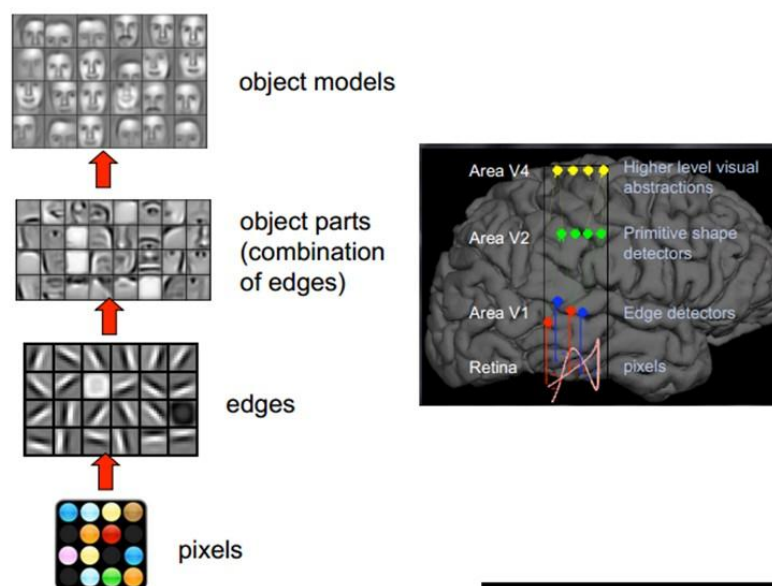 object models
object parts
(combination
of edges)
edges
pixels
Area V4
Higher level visual
abstractions
Area V2
Primitive shape
detectors
Area V1
Edge detectors
Retina
pixels